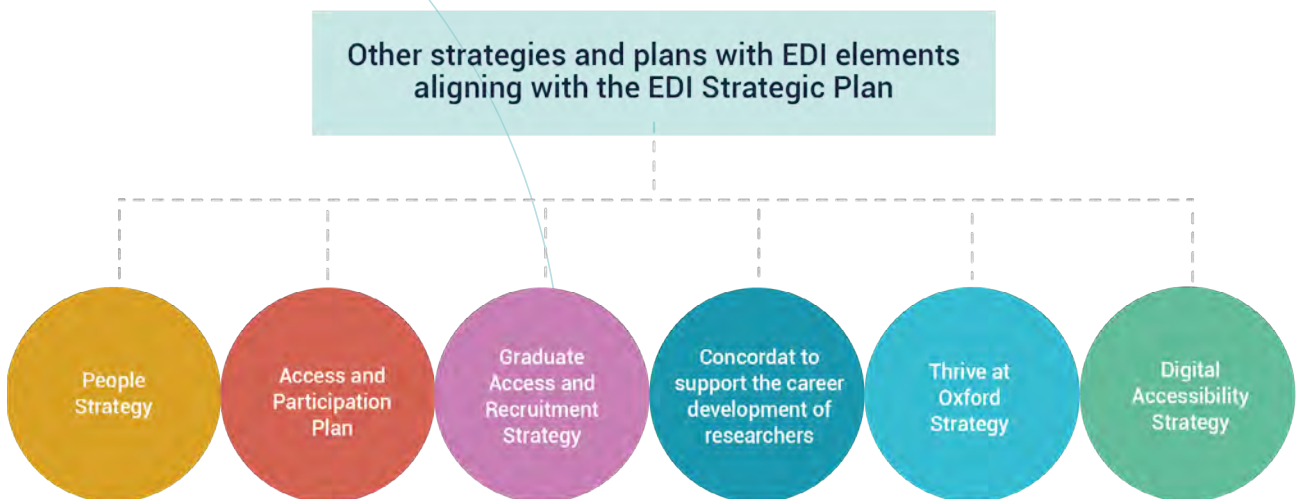 Other strategies and plans with EDI elements
aligning with the EDI Strategic Plan
People
Strategy
Access and
Participation
Plan
Graduate
Access and
Recruitment
Strategy
Concordat to
support the career
development of
researchers
Thrive at
Oxford
Strategy
Digital
Accessibility
Strategy